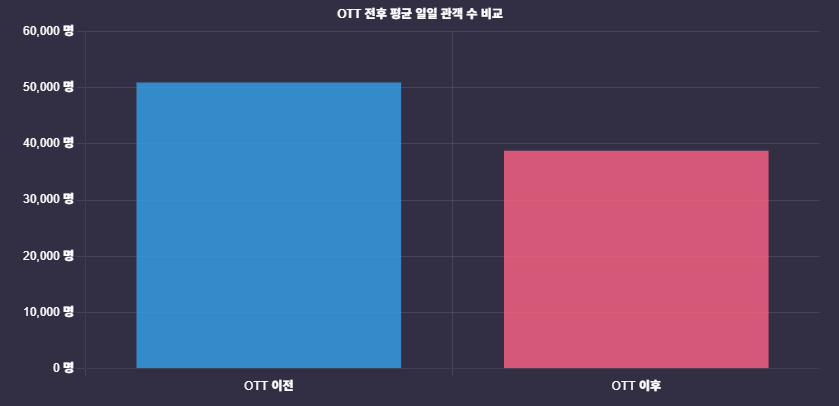 OTT 전후 평균 일일 관객 수 비교
60,000 명
50,000 명
40,000 명
30,000 명
20,000 명
10,000 명
0 명
OTT 이전
OTT 이후